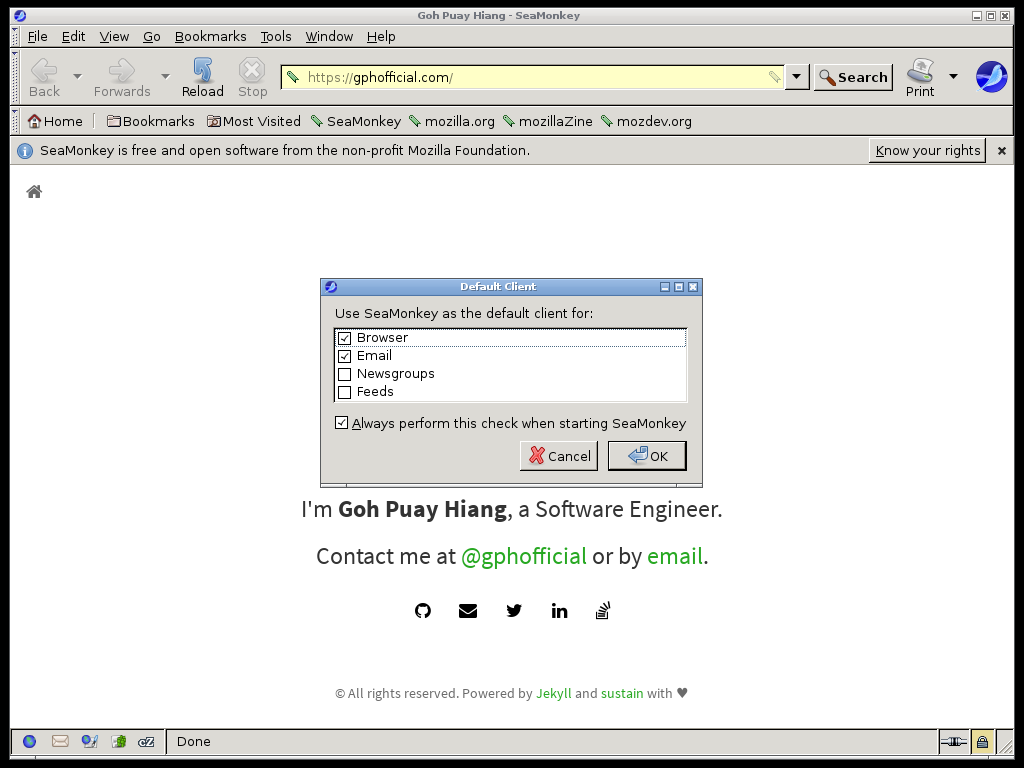 Goh Puay Hiang - SeaMonkey
File Edit View Go Bookmarks Tools Window Help
Back Forwards Reload Stop https://gphofficial.com/ Search Print
Home Bookmarks Most Visited SeaMonkey mozilla.org mozillaZine mozdev.org
SeaMonkey is free and open software from the non-profit Mozilla Foundation. Know your rights
Default Client
Use SeaMonkey as the default client for:
Browser
Email
Newsgroups
Feeds
Always perform this check when starting SeaMonkey
Cancel OK
I'm Goh Puay Hiang, a Software Engineer.
Contact me at @gphofficial or by email.
© All rights reserved. Powered by Jekyll and sustain with ♥
Done